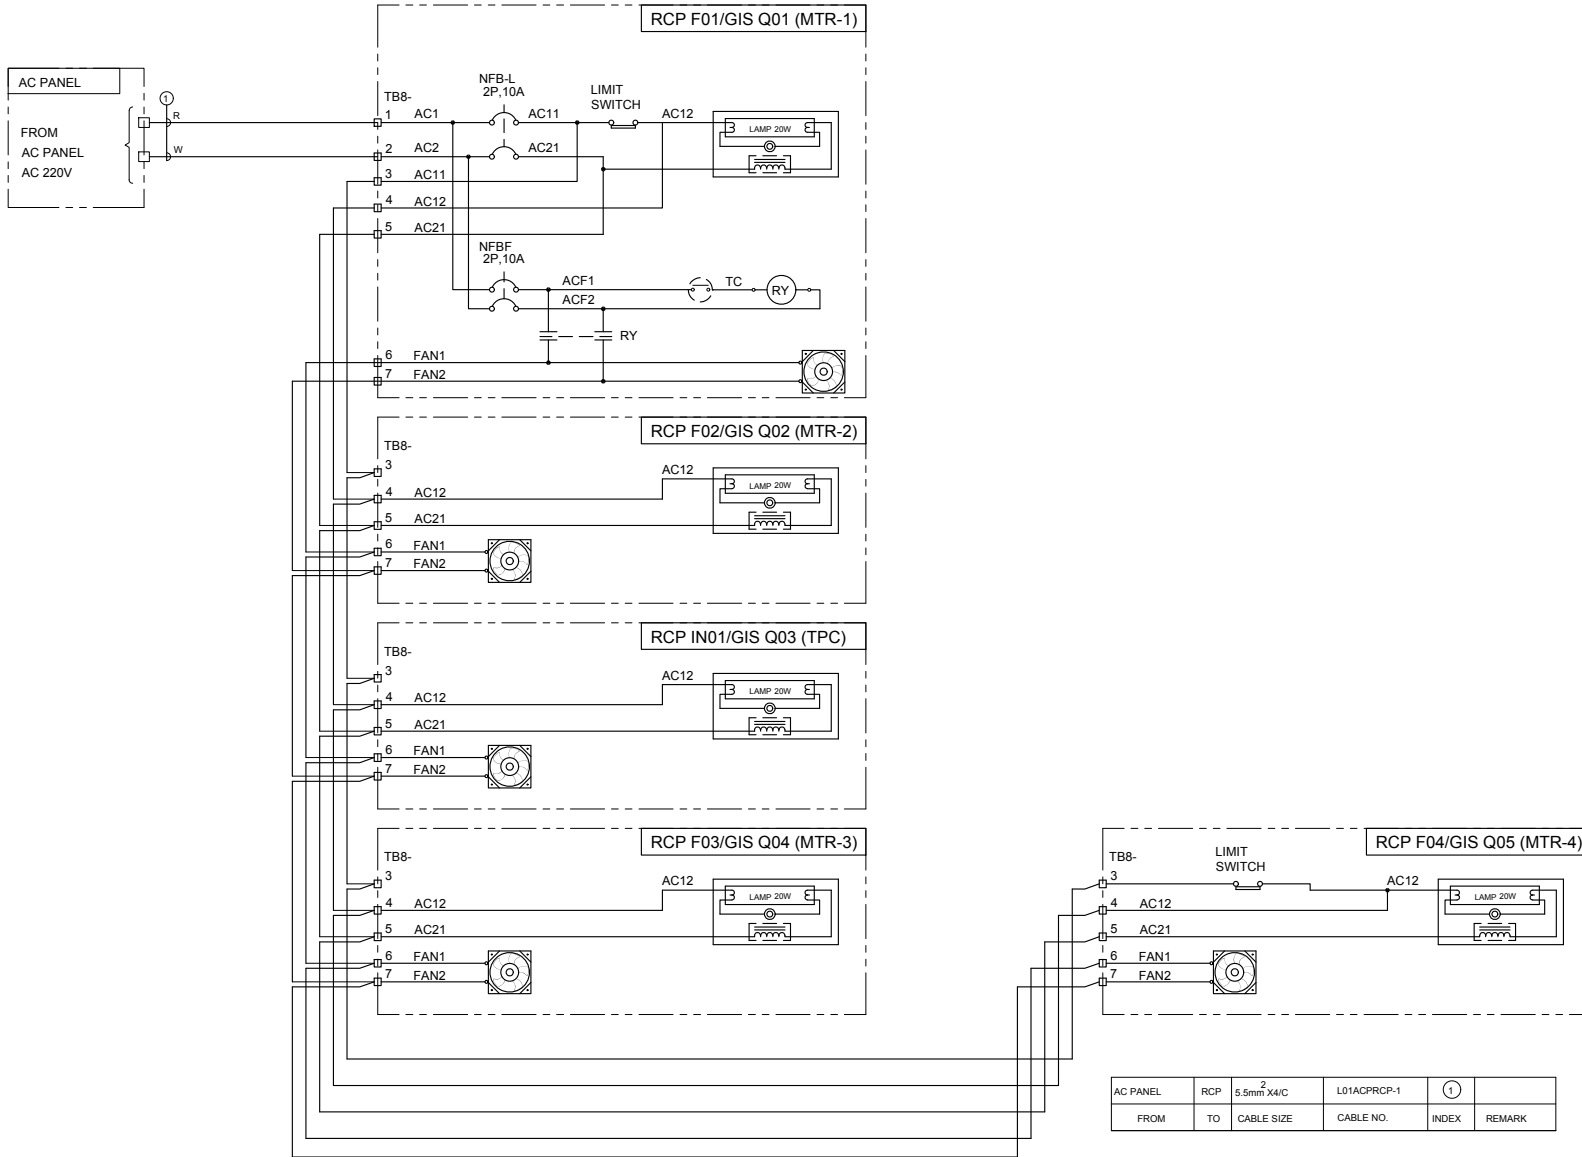 RCP F01/GIS Q01 (MTR-1)
AC PANEL
FROM
AC PANEL
AC 220V
1
R
W
TB8-
1 AC1
NFB-L
2P,10A
AC11
LIMIT
SWITCH
AC12
LAMP 20W
2 AC2
AC21
3 AC11
4 AC12
5 AC21
NFBF
2P,10A
ACF1
TC
RY
ACF2
RY
6 FAN1
7 FAN2
RCP F02/GIS Q02 (MTR-2)
TB8-
3
AC12
LAMP 20W
4 AC12
5 AC21
6 FAN1
7 FAN2
RCP IN01/GIS Q03 (TPC)
TB8-
3
AC12
LAMP 20W
4 AC12
5 AC21
6 FAN1
7 FAN2
RCP F03/GIS Q04 (MTR-3)
TB8-
3
AC12
LAMP 20W
4 AC12
5 AC21
6 FAN1
7 FAN2
RCP F04/GIS Q05 (MTR-4)
TB8-
3
LIMIT
SWITCH
AC12
LAMP 20W
4 AC12
5 AC21
6 FAN1
7 FAN2
AC PANEL RCP 5.5mm2 X4/C L01ACPRCP-1 1
FROM TO CABLE SIZE CABLE NO. INDEX REMARK